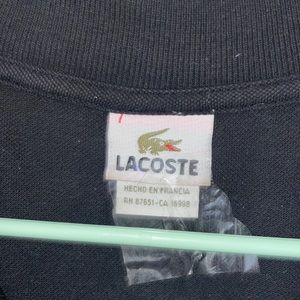 LACOSTE
HECHO EN FRANCIA
RN 87651-CA 16998